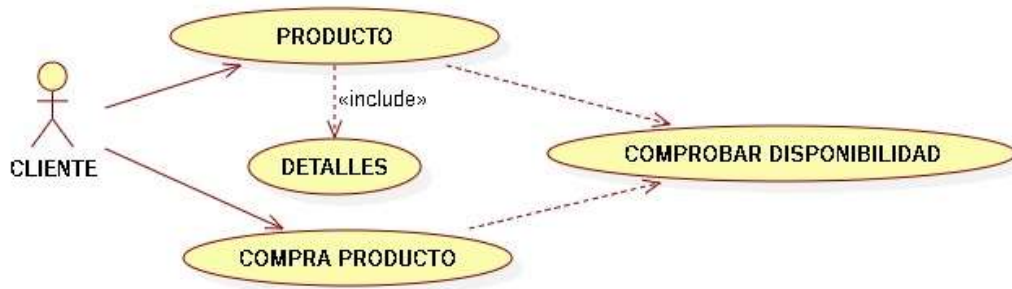 PRODUCTO
«include»
CLIENTE
DETALLES
COMPROBAR DISPONIBILIDAD
COMPRA PRODUCTO